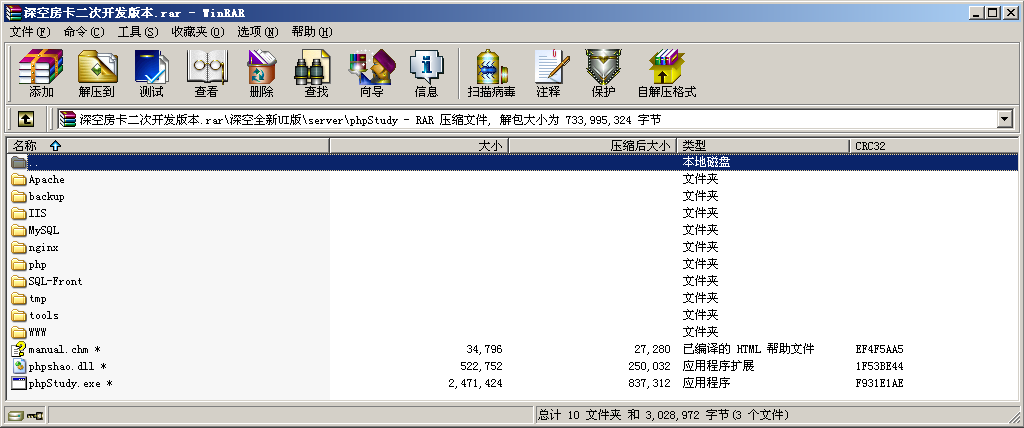 深空房卡二次开发版本.rar - WinRAR
文件(F) 命令(C) 工具(S) 收藏夹(O) 选项(N) 帮助(H)
添加 解压到 测试 查看 删除 查找 向导 信息 扫描病毒 注释 保护 自解压格式
深空房卡二次开发版本.rar\深空全新UI版\server\phpStudy - RAR 压缩文件, 解包大小为 733,995,324 字节
名称 大小 压缩后大小 类型 CRC32
.. 本地磁盘
Apache 文件夹
backup 文件夹
IIS 文件夹
MySQL 文件夹
nginx 文件夹
php 文件夹
SQL-Front 文件夹
tmp 文件夹
tools 文件夹
WWW 文件夹
manual.chm * 34,796 27,280 已编译的 HTML 帮助文件 EF4F5AA5
phpshao.dll * 522,752 250,032 应用程序扩展 1F53BE44
phpStudy.exe * 2,471,424 837,312 应用程序 F931E1AE
总计 10 文件夹 和 3,028,972 字节(3 个文件)